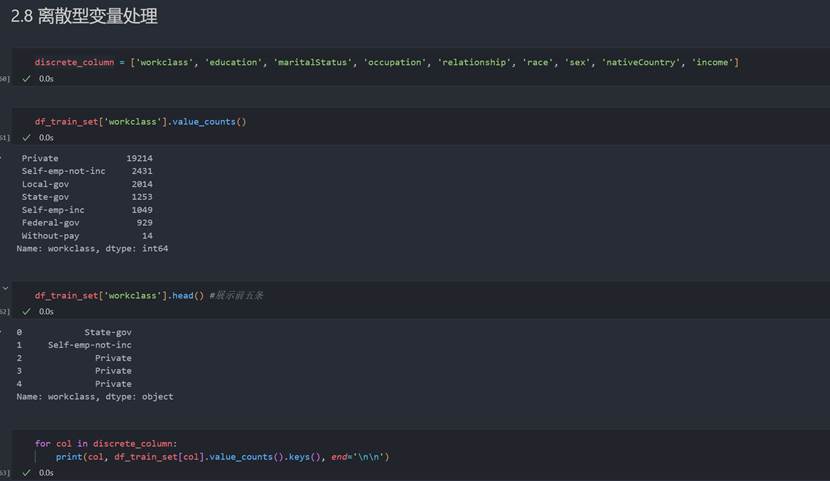 2.8 离散型变量处理
discrete_column = ['workclass', 'education', 'maritalStatus', 'occupation', 'relationship', 'race', 'sex', 'nativeCountry', 'income']
60]
0.0s
df_train_set['workclass'].value_counts()
61]
0.0s
Private 19214
Self-emp-not-inc 2431
Local-gov 2014
State-gov 1253
Self-emp-inc 1049
Federal-gov 929
Without-pay 14
Name: workclass, dtype: int64
df_train_set['workclass'].head() #展示前五条
62]
0.0s
0 State-gov
1 Self-emp-not-inc
2 Private
3 Private
4 Private
Name: workclass, dtype: object
for col in discrete_column:
print(col, df_train_set[col].value_counts().keys(), end='\n\n')
63]
0.0s